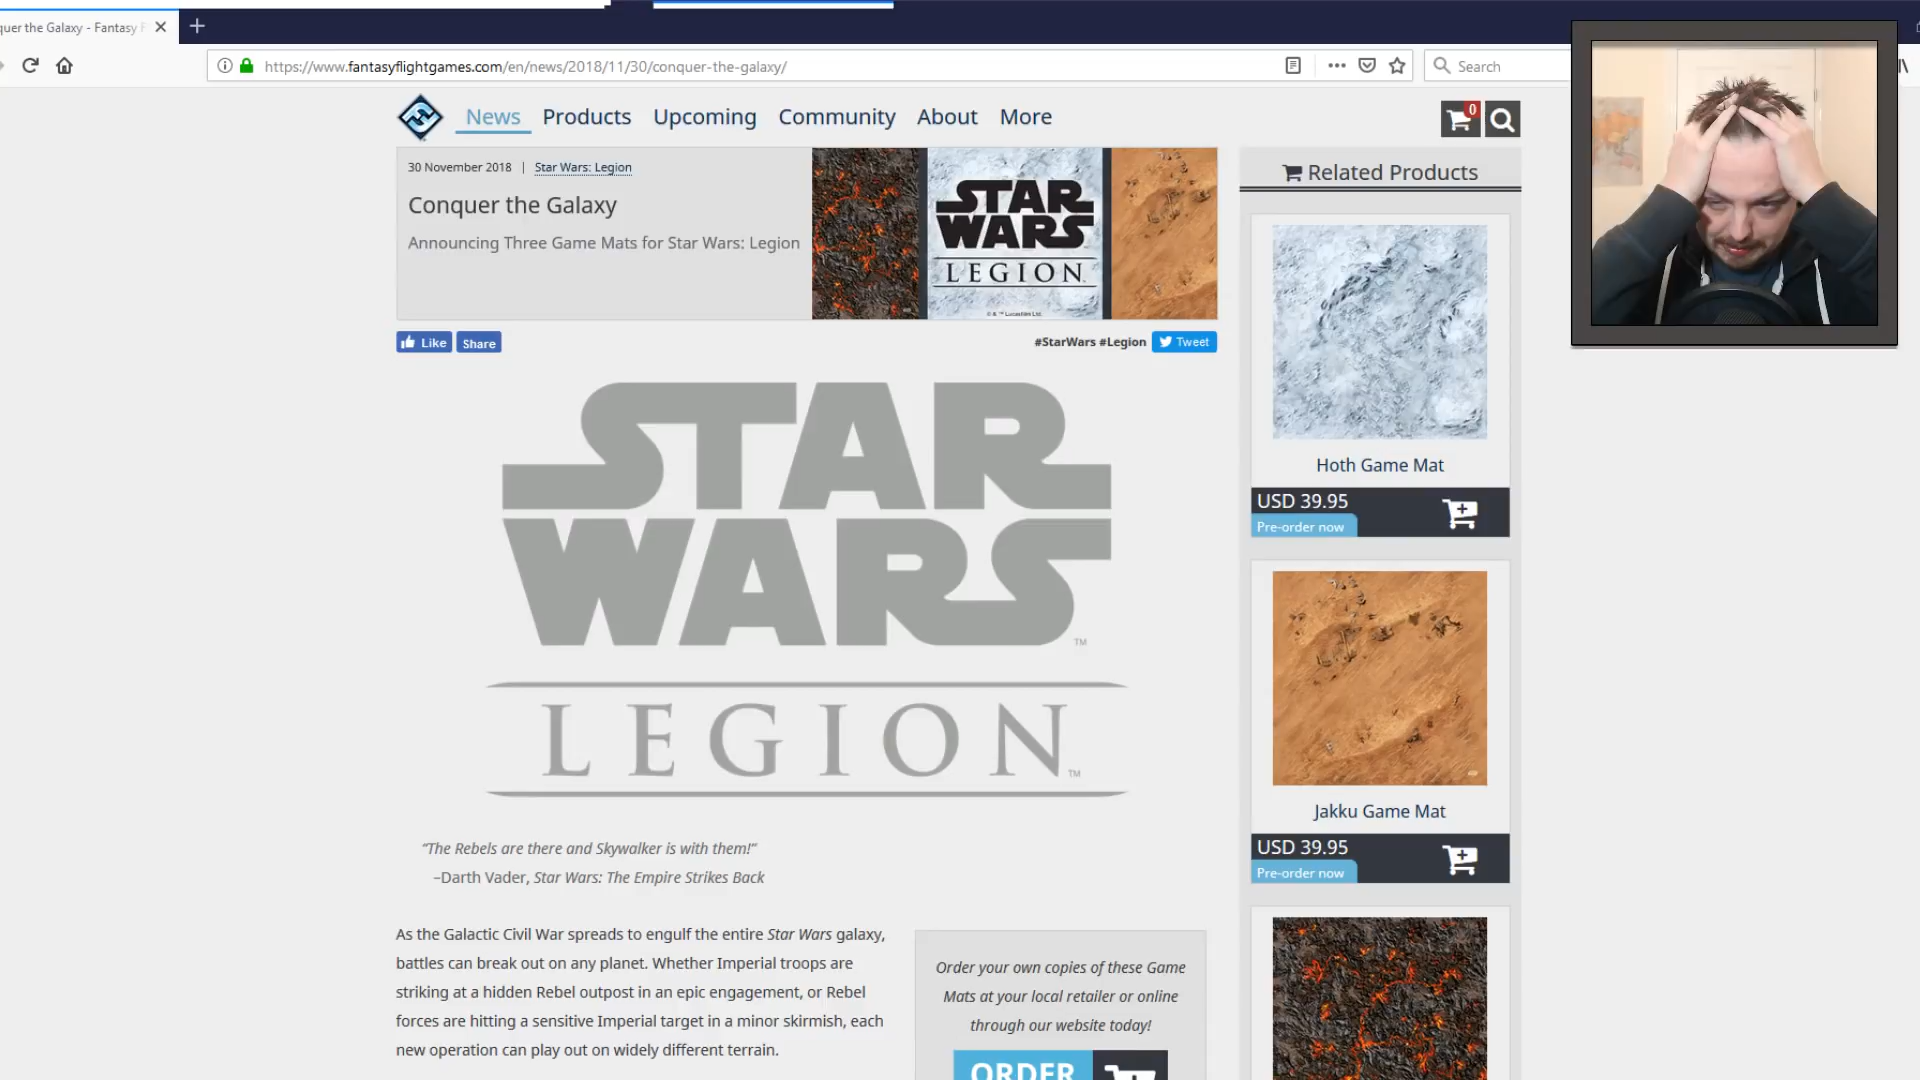 quer the Galaxy - Fantasy F
https://www.fantasyflightgames.com/en/news/2018/11/30/conquer-the-galaxy/
Search
News Products Upcoming Community About More
0
30 November 2018 | Star Wars: Legion
Conquer the Galaxy
Announcing Three Game Mats for Star Wars: Legion
STAR
WARS
LEGION
Like Share
#StarWars #Legion Tweet
STAR
WARS
TM
LEGION
TM
"The Rebels are there and Skywalker is with them!"
–Darth Vader, Star Wars: The Empire Strikes Back
As the Galactic Civil War spreads to engulf the entire Star Wars galaxy,
battles can break out on any planet. Whether Imperial troops are
striking at a hidden Rebel outpost in an epic engagement, or Rebel
forces are hitting a sensitive Imperial target in a minor skirmish, each
new operation can play out on widely different terrain.
Order your own copies of these Game
Mats at your local retailer or online
through our website today!
ORDER
Related Products
Hoth Game Mat
USD 39.95
Pre-order now
Jakku Game Mat
USD 39.95
Pre-order now